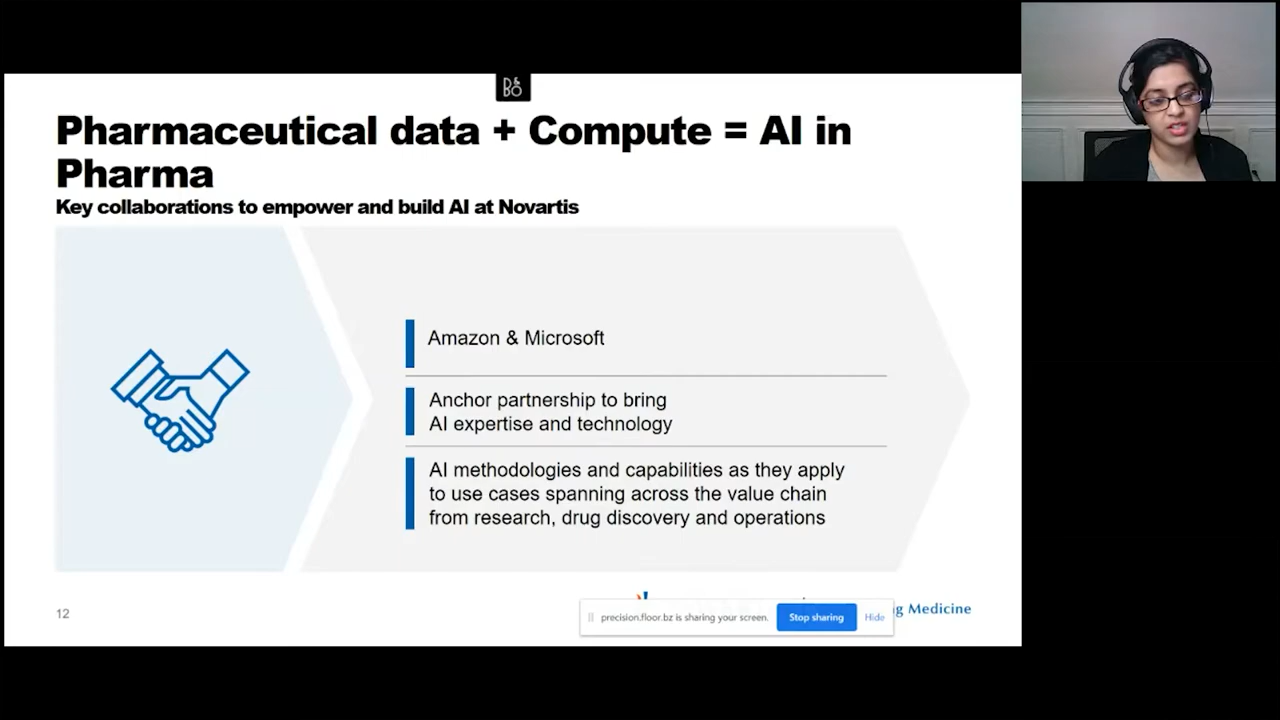 D&
BO
Pharmaceutical data + Compute = AI in
Pharma
Key collaborations to empower and build AI at Novartis
Amazon & Microsoft
Anchor partnership to bring
AI expertise and technology
AI methodologies and capabilities as they apply
to use cases spanning across the value chain
from research, drug discovery and operations
12
precision.floor.bz is sharing your screen.
Stop sharing
Hide
Medicine